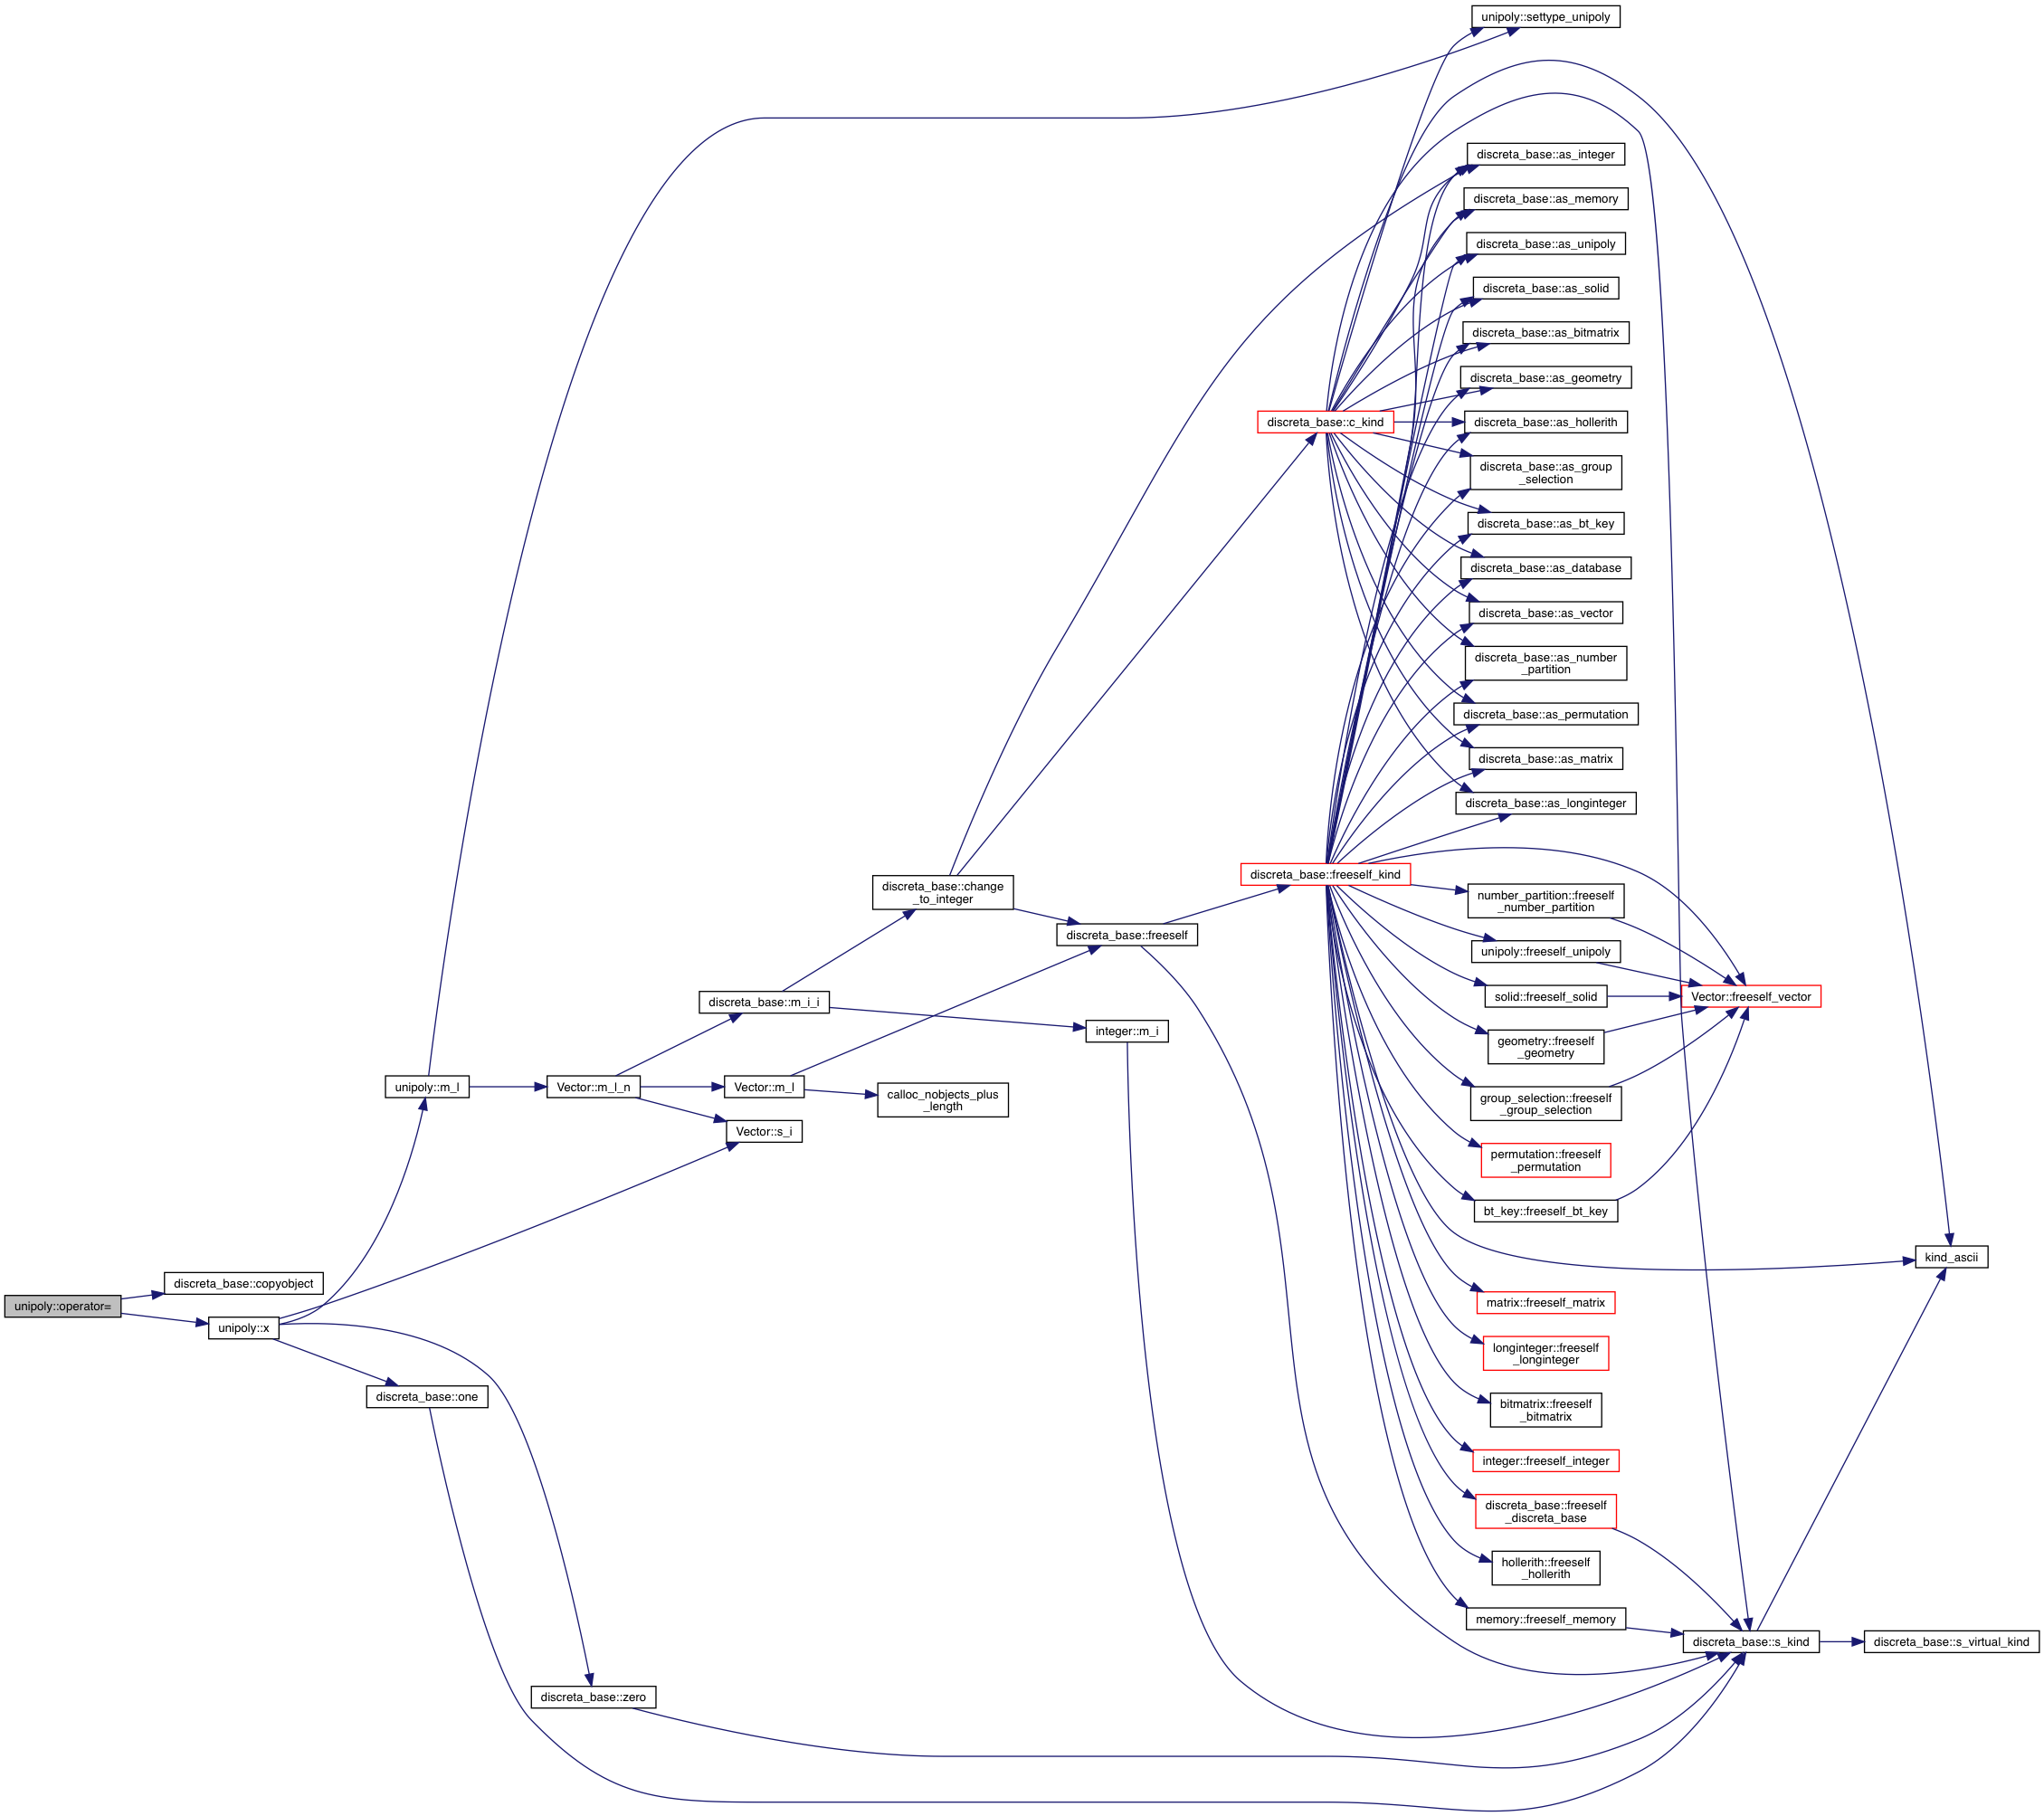 unipoly::settype_unipoly
discreta_base::as_integer
discreta_base::as_memory
discreta_base::as_unipoly
discreta_base::as_solid
discreta_base::as_bitmatrix
discreta_base::as_geometry
discreta_base::c_kind
discreta_base::as_hollerith
discreta_base::as_group
_selection
discreta_base::as_bt_key
discreta_base::as_database
discreta_base::as_vector
discreta_base::as_number
_partition
discreta_base::as_permutation
discreta_base::as_matrix
discreta_base::as_longinteger
discreta_base::freeself_kind
discreta_base::change
_to_integer
number_partition::freeself
_number_partition
discreta_base::freeself
unipoly::freeself_unipoly
discreta_base::m_i_i
solid::freeself_solid
Vector::freeself_vector
integer::m_i
geometry::freeself
_geometry
unipoly::m_l
Vector::m_l_n
Vector::m_l
calloc_nobjects_plus
_length
group_selection::freeself
_group_selection
Vector::s_i
permutation::freeself
_permutation
bt_key::freeself_bt_key
kind_ascii
discreta_base::copyobject
unipoly::operator=
unipoly::x
matrix::freeself_matrix
longinteger::freeself
_longinteger
discreta_base::one
bitmatrix::freeself
_bitmatrix
integer::freeself_integer
discreta_base::freeself
_discreta_base
hollerith::freeself
_hollerith
memory::freeself_memory
discreta_base::s_kind
discreta_base::s_virtual_kind
discreta_base::zero